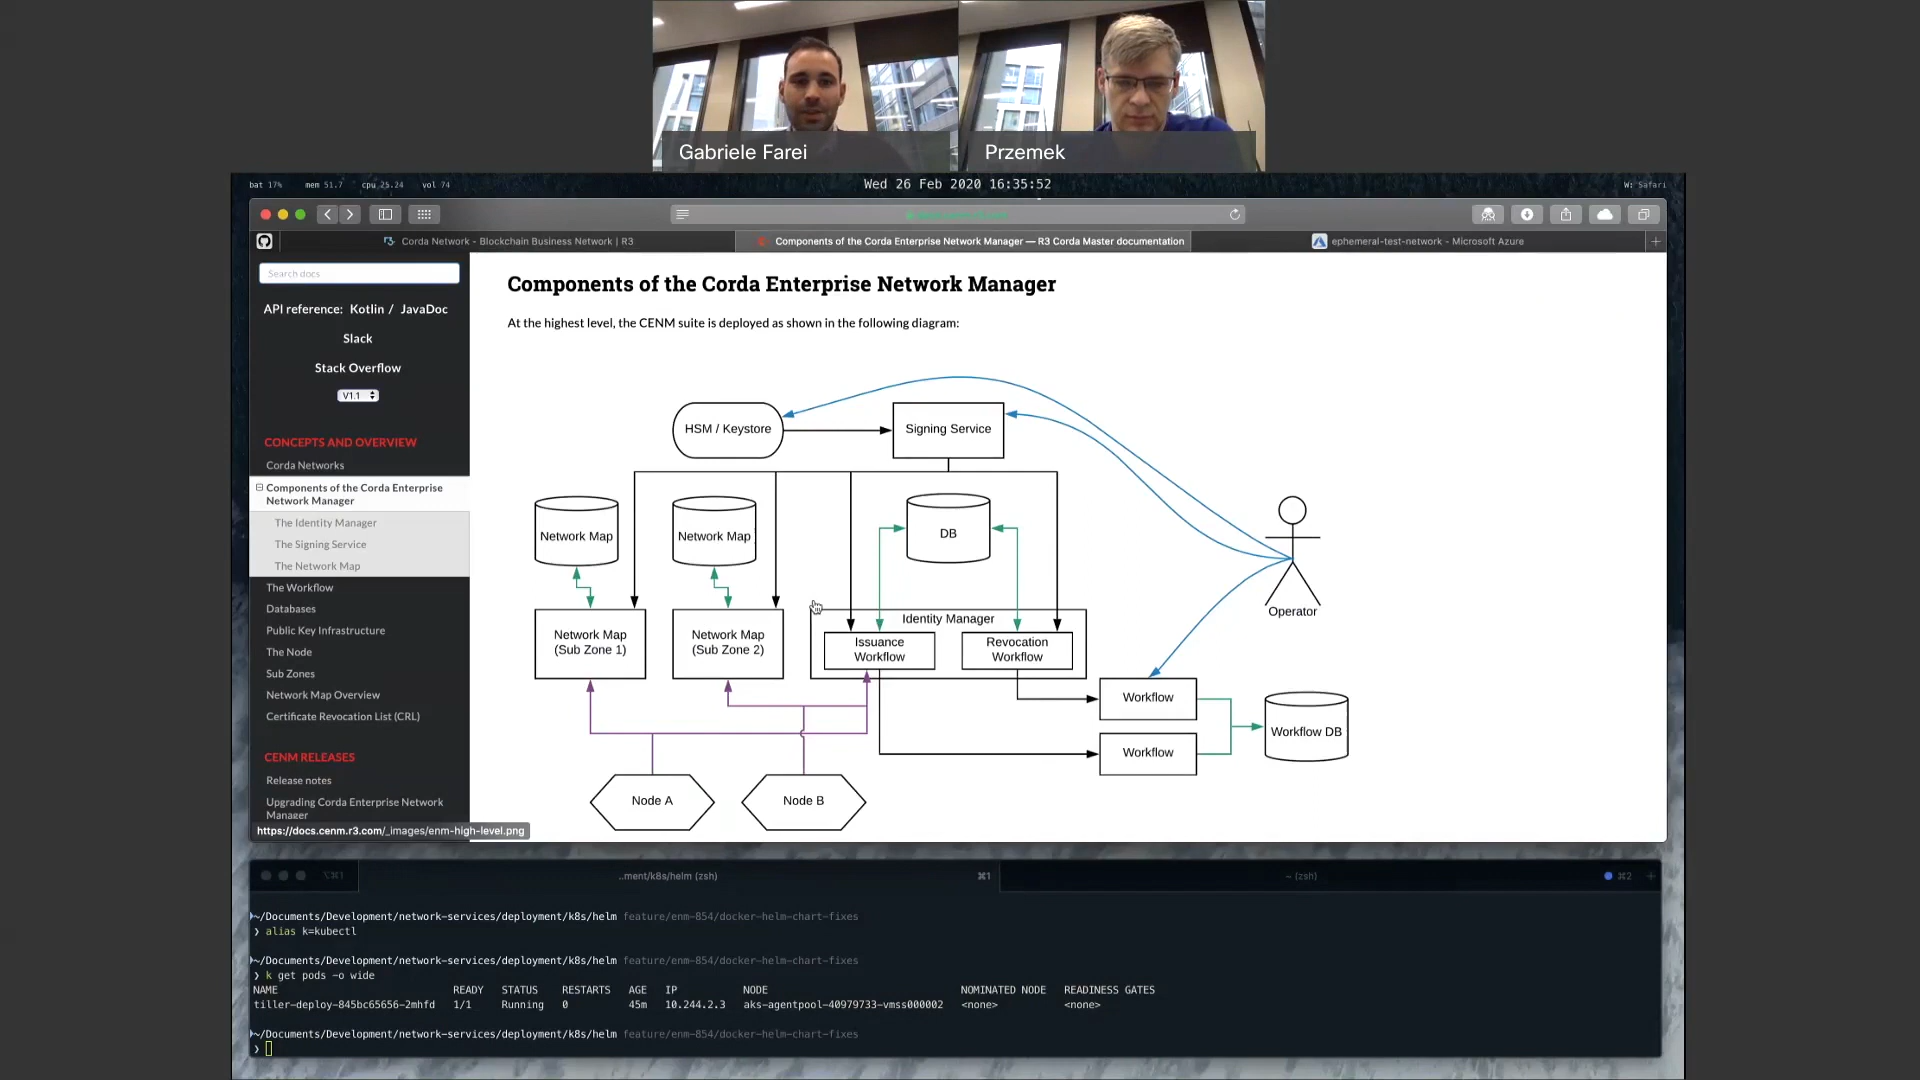 Gabriele Farei
Przemek
bat 17% mem 51.7 cpu 25.24 vol 74
Wed 26 Feb 2020 16:35:52
W: Safari
Corda Network - Blockchain Business Network | R3
Components of the Corda Enterprise Network Manager — R3 Corda Master documentation
ephemeral-test-network - Microsoft Azure
Search docs
API reference: Kotlin / JavaDoc
Slack
Stack Overflow
V1.1
CONCEPTS AND OVERVIEW
Corda Networks
Components of the Corda Enterprise
Network Manager
The Identity Manager
The Signing Service
The Network Map
The Workflow
Databases
Public Key Infrastructure
The Node
Sub Zones
Network Map Overview
Certificate Revocation List (CRL)
CENM RELEASES
Release notes
Upgrading Corda Enterprise Network
Manager
https://docs.cenm.r3.com/_images/enm-high-level.png
Components of the Corda Enterprise Network Manager
At the highest level, the CENM suite is deployed as shown in the following diagram:
HSM / Keystore
Signing Service
Network Map
Network Map
DB
Operator
Network Map
(Sub Zone 1)
Network Map
(Sub Zone 2)
Identity Manager
Issuance
Workflow
Revocation
Workflow
Workflow
Workflow
Workflow DB
Node A
Node B
⌥⌘1
..ment/k8s/helm (zsh)
⌘1
~ (zsh)
⌘2
~/Documents/Development/network-services/deployment/k8s/helm feature/enm-854/docker-helm-chart-fixes
❯ alias k=kubectl
~/Documents/Development/network-services/deployment/k8s/helm feature/enm-854/docker-helm-chart-fixes
❯ k get pods -o wide
NAME READY STATUS RESTARTS AGE IP NODE NOMINATED NODE READINESS GATES
tiller-deploy-845bc65656-2mhfd 1/1 Running 0 45m 10.244.2.3 aks-agentpool-40979733-vmss000002 <none> <none>
~/Documents/Development/network-services/deployment/k8s/helm feature/enm-854/docker-helm-chart-fixes
❯